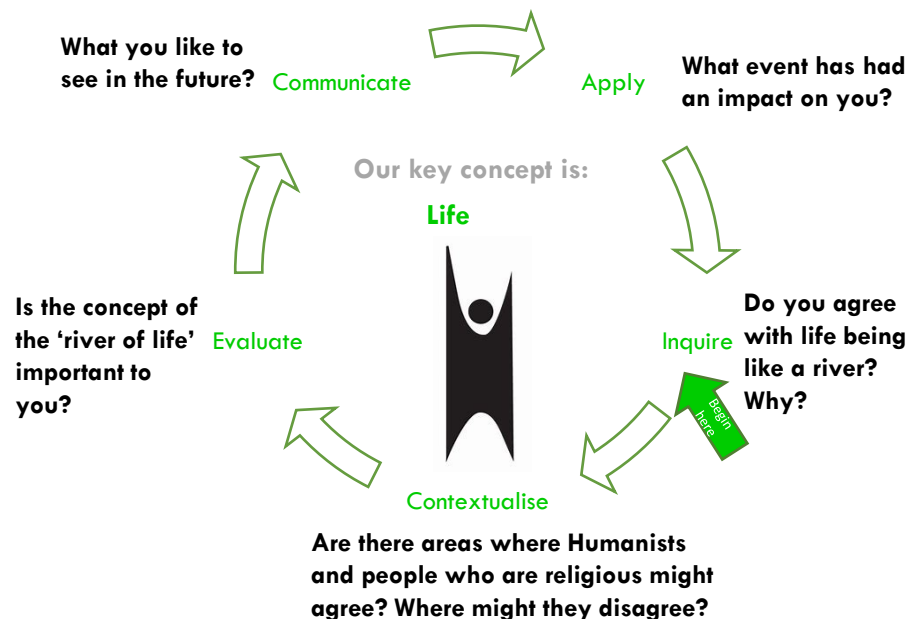 What you like to
see in the future?
Communicate
Apply
What event has had
an impact on you?
Our key concept is:
Life
Is the concept of
the ‘river of life’
important to
you?
Evaluate
Inquire
Do you agree
with life being
like a river?
Why?
Begin
here
Contextualise
Are there areas where Humanists
and people who are religious might
agree? Where might they disagree?